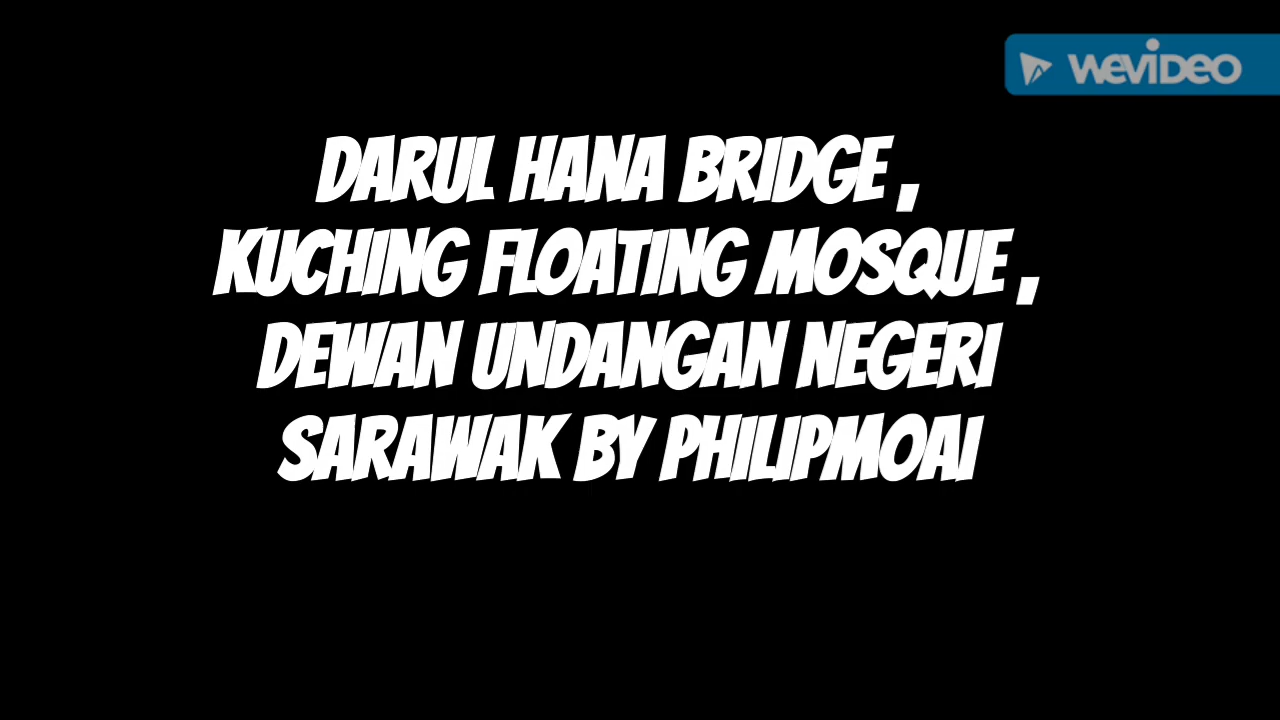 WEVIDEO
DARUL HANA BRIDGE ,
KUCHING FLOATING MOSQUE ,
DEWAN UNDANGAN NEGERI
SARAWAK BY PHILIPMOAI